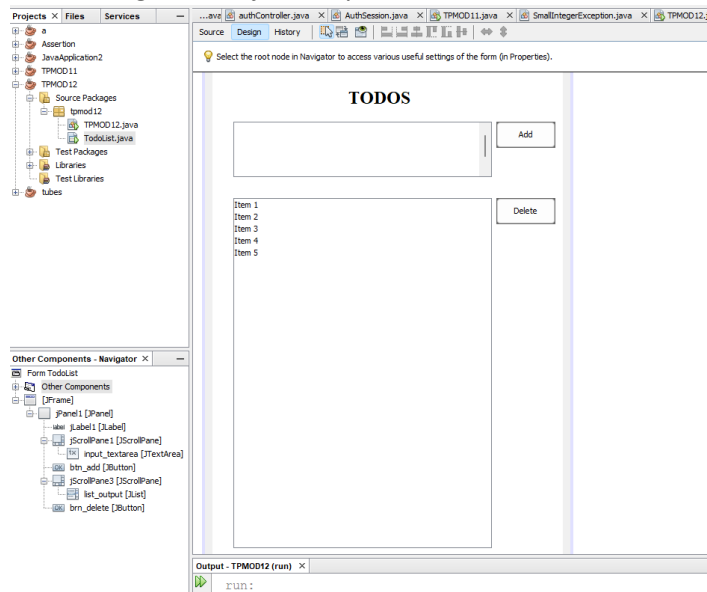 Projects × Files Services —
a
Assertion
JavaApplication2
TPMOD11
TPMOD12
Source Packages
tpmod12
TPMOD12.java
TodoList.java
Test Packages
Libraries
Test Libraries
tubes
...ava authController.java × AuthSession.java × TPMOD11.java × SmallIntegerException.java × TPMOD12.j
Source Design History
Select the root node in Navigator to access various useful settings of the form (in Properties).
TODOS
Add
Item 1
Item 2
Item 3
Item 4
Item 5
Delete
Other Components - Navigator × —
Form TodoList
Other Components
[JFrame]
jPanel1 [JPanel]
label jLabel1 [JLabel]
jScrollPane1 [JScrollPane]
input_textarea [JTextArea]
OK btn_add [JButton]
jScrollPane3 [JScrollPane]
list_output [JList]
OK brn_delete [JButton]
Output - TPMOD12 (run) ×
run: